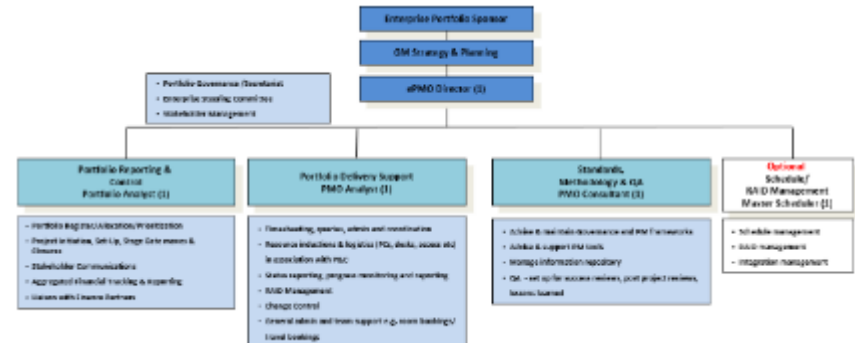 Enterprise Portfolio Sponsor
GM Strategy & Planning
ePMO Director (1)
• Portfolio Governance /Secretariat
• Enterprise Steering Committee
• Stakeholder Management
Portfolio Reporting &
Control
Portfolio Analyst (1)
– Portfolio Register/Allocation/Prioritization
– Project Initiation, Set-Up, Stage Gate passes &
Closures
– Stakeholder Communications
– Aggregated Financial Tracking & Reporting
– Liaison with Finance Partners
Portfolio Delivery Support
PMO Analyst (1)
• Timesheeting, queries, admin and coordination
• Resource inductions & logistics (PCs, desks, access etc)
in association with P&C
• Status reporting, progress monitoring and reporting
• RAID Management
• Change Control
• General admin and team support e.g. room bookings/
travel bookings
Standards,
Methodology & QA
PMO Consultant (1)
• Advise & maintain Governance and PM frameworks
• Advise & support PM tools
• Manage information repository
• QA – set up for success reviews, post project reviews,
lessons learned
Optional
Schedule/
RAID Management
Master Scheduler (1)
• Schedule management
• RAID management
• Integration management